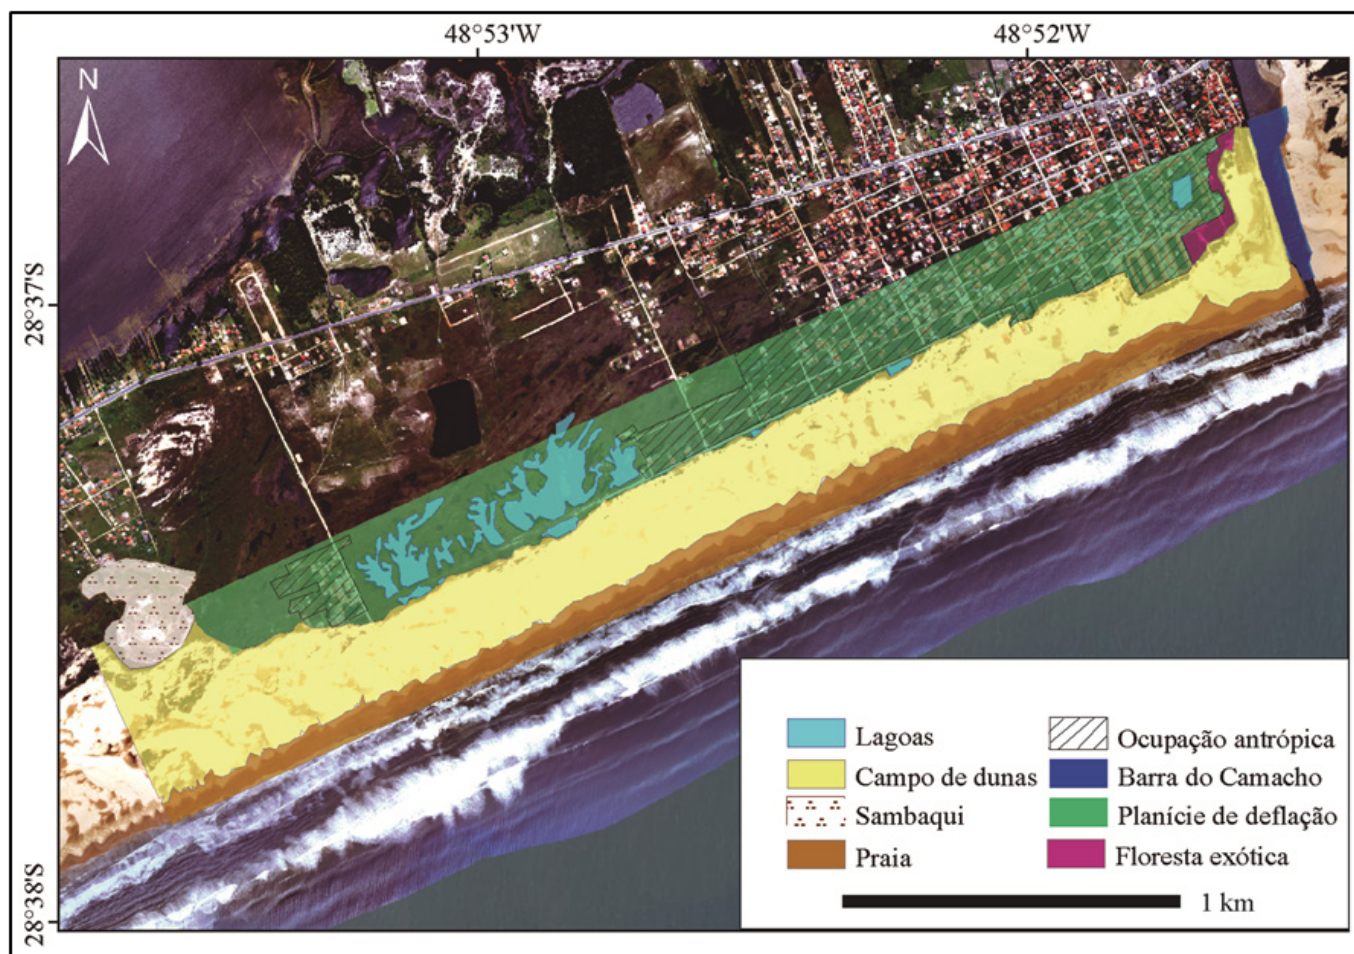 48°53'W
48°52'W
N
28°37'S
28°38'S
Lagoas
Campo de dunas
Sambaqui
Praia
Ocupação antrópica
Barra do Camacho
Planície de deflação
Floresta exótica
1 km